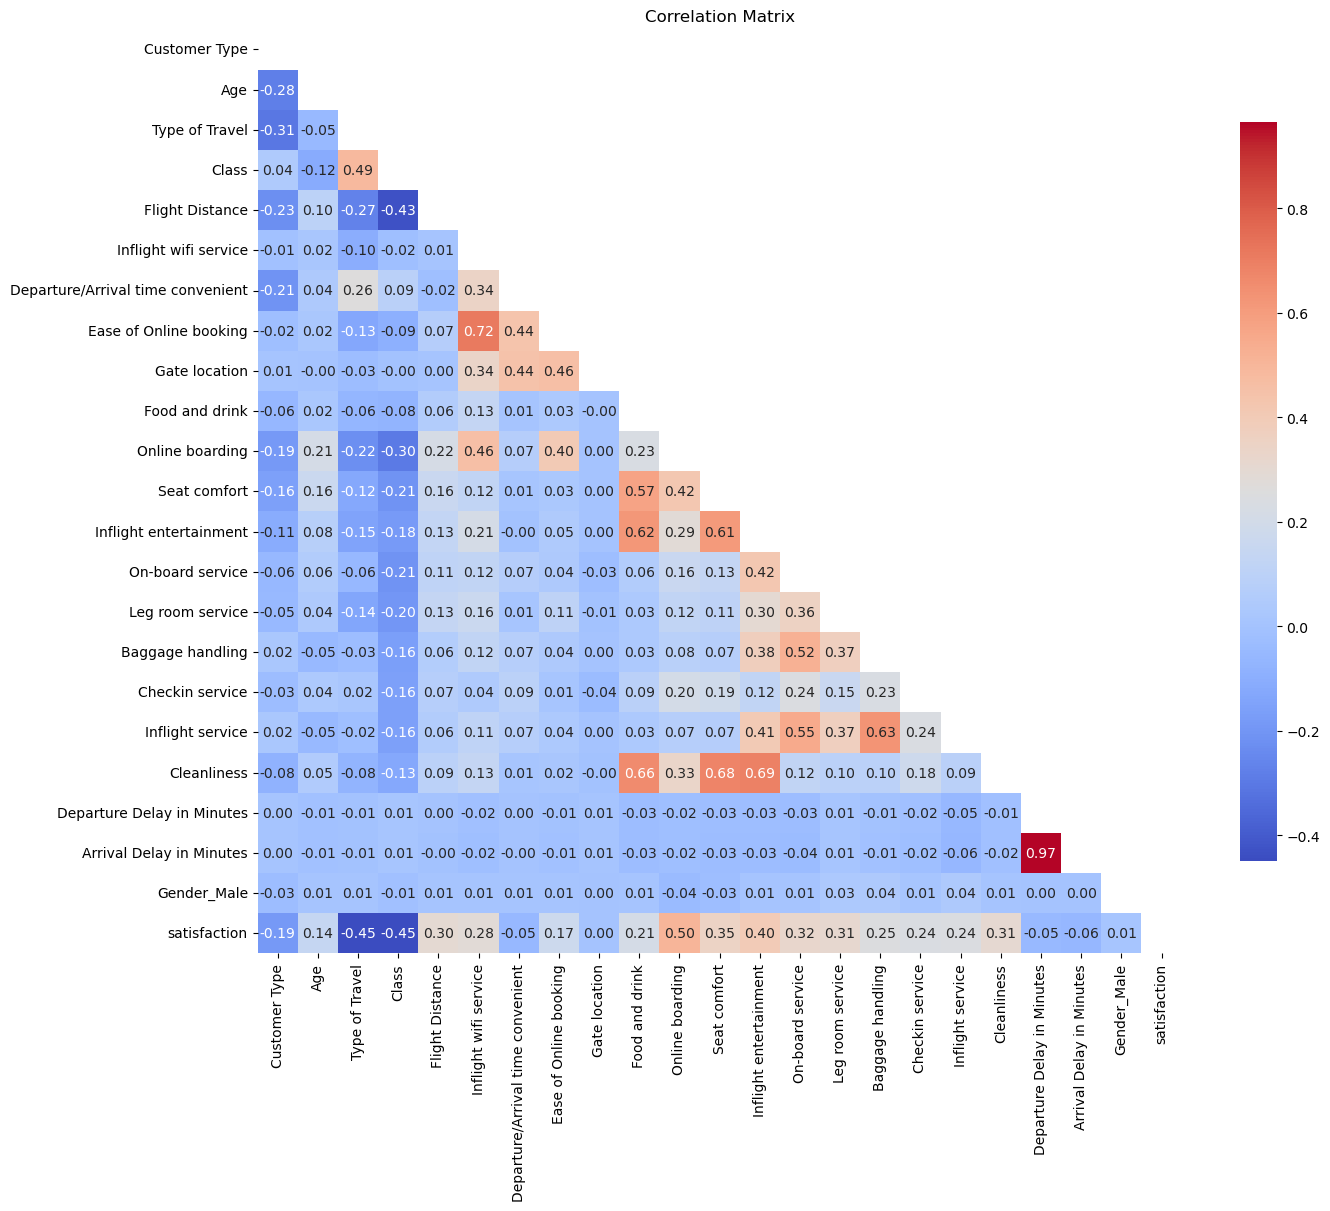 Correlation Matrix
Customer Type
Age -0.28
Type of Travel -0.31 -0.05
Class 0.04 -0.12 0.49
Flight Distance -0.23 0.10 -0.27 -0.43
Inflight wifi service -0.01 0.02 -0.10 -0.02 0.01
Departure/Arrival time convenient -0.21 0.04 0.26 0.09 -0.02 0.34
Ease of Online booking -0.02 0.02 -0.13 -0.09 0.07 0.72 0.44
Gate location 0.01 -0.00 -0.03 -0.00 0.00 0.34 0.44 0.46
Food and drink -0.06 0.02 -0.06 -0.08 0.06 0.13 0.01 0.03 -0.00
Online boarding -0.19 0.21 -0.22 -0.30 0.22 0.46 0.07 0.40 0.00 0.23
Seat comfort -0.16 0.16 -0.12 -0.21 0.16 0.12 0.01 0.03 0.00 0.57 0.42
Inflight entertainment -0.11 0.08 -0.15 -0.18 0.13 0.21 -0.00 0.05 0.00 0.62 0.29 0.61
On-board service -0.06 0.06 -0.06 -0.21 0.11 0.12 0.07 0.04 -0.03 0.06 0.16 0.13 0.42
Leg room service -0.05 0.04 -0.14 -0.20 0.13 0.16 0.01 0.11 -0.01 0.03 0.12 0.11 0.30 0.36
Baggage handling 0.02 -0.05 -0.03 -0.16 0.06 0.12 0.07 0.04 0.00 0.03 0.08 0.07 0.38 0.52 0.37
Checkin service -0.03 0.04 0.02 -0.16 0.07 0.04 0.09 0.01 -0.04 0.09 0.20 0.19 0.12 0.24 0.15 0.23
Inflight service 0.02 -0.05 -0.02 -0.16 0.06 0.11 0.07 0.04 0.00 0.03 0.07 0.07 0.41 0.55 0.37 0.63 0.24
Cleanliness -0.08 0.05 -0.08 -0.13 0.09 0.13 0.01 0.02 -0.00 0.66 0.33 0.68 0.69 0.12 0.10 0.10 0.18 0.09
Departure Delay in Minutes 0.00 -0.01 -0.01 0.01 0.00 -0.02 0.00 -0.01 0.01 -0.03 -0.02 -0.03 -0.03 -0.03 0.01 -0.01 -0.02 -0.05 -0.01
Arrival Delay in Minutes 0.00 -0.01 -0.01 0.01 -0.00 -0.02 -0.00 -0.01 0.01 -0.03 -0.02 -0.03 -0.03 -0.04 0.01 -0.01 -0.02 -0.06 -0.02 0.97
Gender_Male -0.03 0.01 0.01 -0.01 0.01 0.01 0.01 0.01 0.00 0.01 -0.04 -0.03 0.01 0.01 0.03 0.04 0.01 0.04 0.01 0.00 0.00
satisfaction -0.19 0.14 -0.45 -0.45 0.30 0.28 -0.05 0.17 0.00 0.21 0.50 0.35 0.40 0.32 0.31 0.25 0.24 0.24 0.31 -0.05 -0.06 0.01
Customer Type
Age
Type of Travel
Class
Flight Distance
Inflight wifi service
Departure/Arrival time convenient
Ease of Online booking
Gate location
Food and drink
Online boarding
Seat comfort
Inflight entertainment
On-board service
Leg room service
Baggage handling
Checkin service
Inflight service
Cleanliness
Departure Delay in Minutes
Arrival Delay in Minutes
Gender_Male
satisfaction
0.8
0.6
0.4
0.2
0.0
−0.2
−0.4